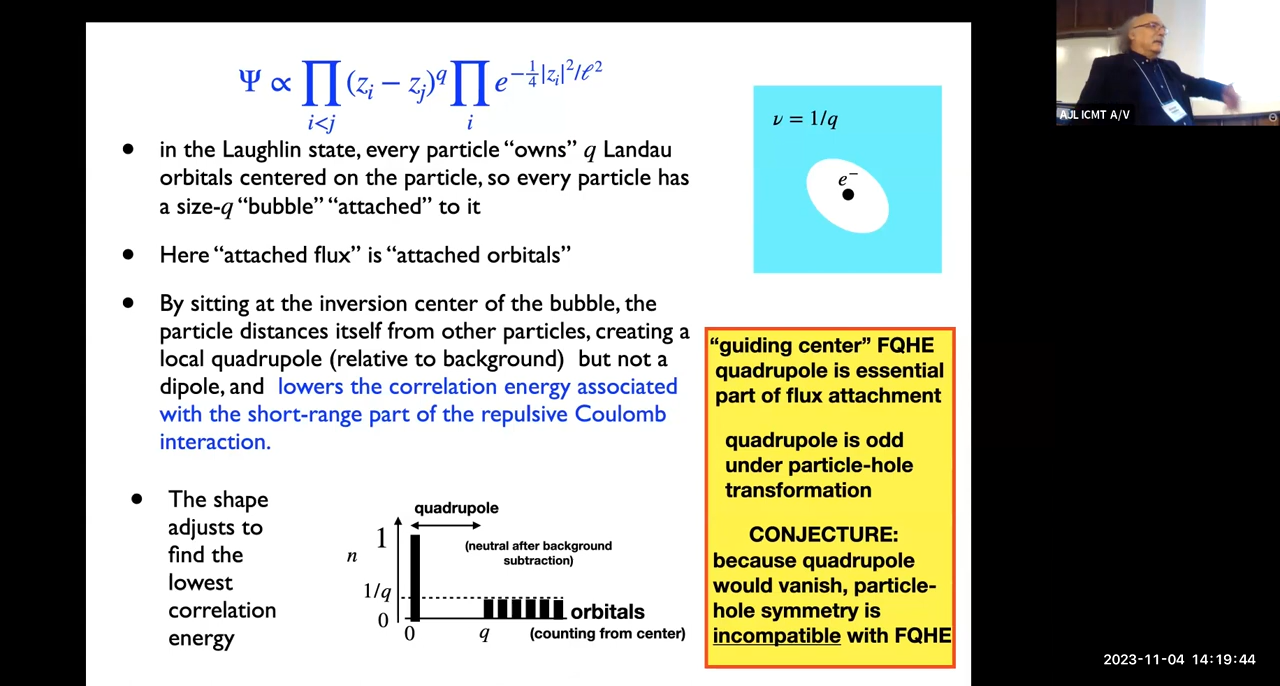 Ψ ∝ ∏_{i<j} (z_i − z_j)^q ∏_i e^{−¼|z_i|²/ℓ²}
• in the Laughlin state, every particle “owns” q Landau
orbitals centered on the particle, so every particle has
a size-q “bubble” “attached” to it
• Here “attached flux” is “attached orbitals”
• By sitting at the inversion center of the bubble, the
particle distances itself from other particles, creating a
local quadrupole (relative to background) but not a
dipole, and lowers the correlation energy associated
with the short-range part of the repulsive Coulomb
interaction.
• The shape
adjusts to
find the
lowest
correlation
energy
quadrupole
1
(neutral after background
subtraction)
n
1/q
0
orbitals
0
q
(counting from center)
ν = 1/q
e⁻
“guiding center” FQHE
quadrupole is essential
part of flux attachment
quadrupole is odd
under particle-hole
transformation
CONJECTURE:
because quadrupole
would vanish, particle-
hole symmetry is
incompatible with FQHE
AJL ICMT A/V
2023-11-04 14:19:44